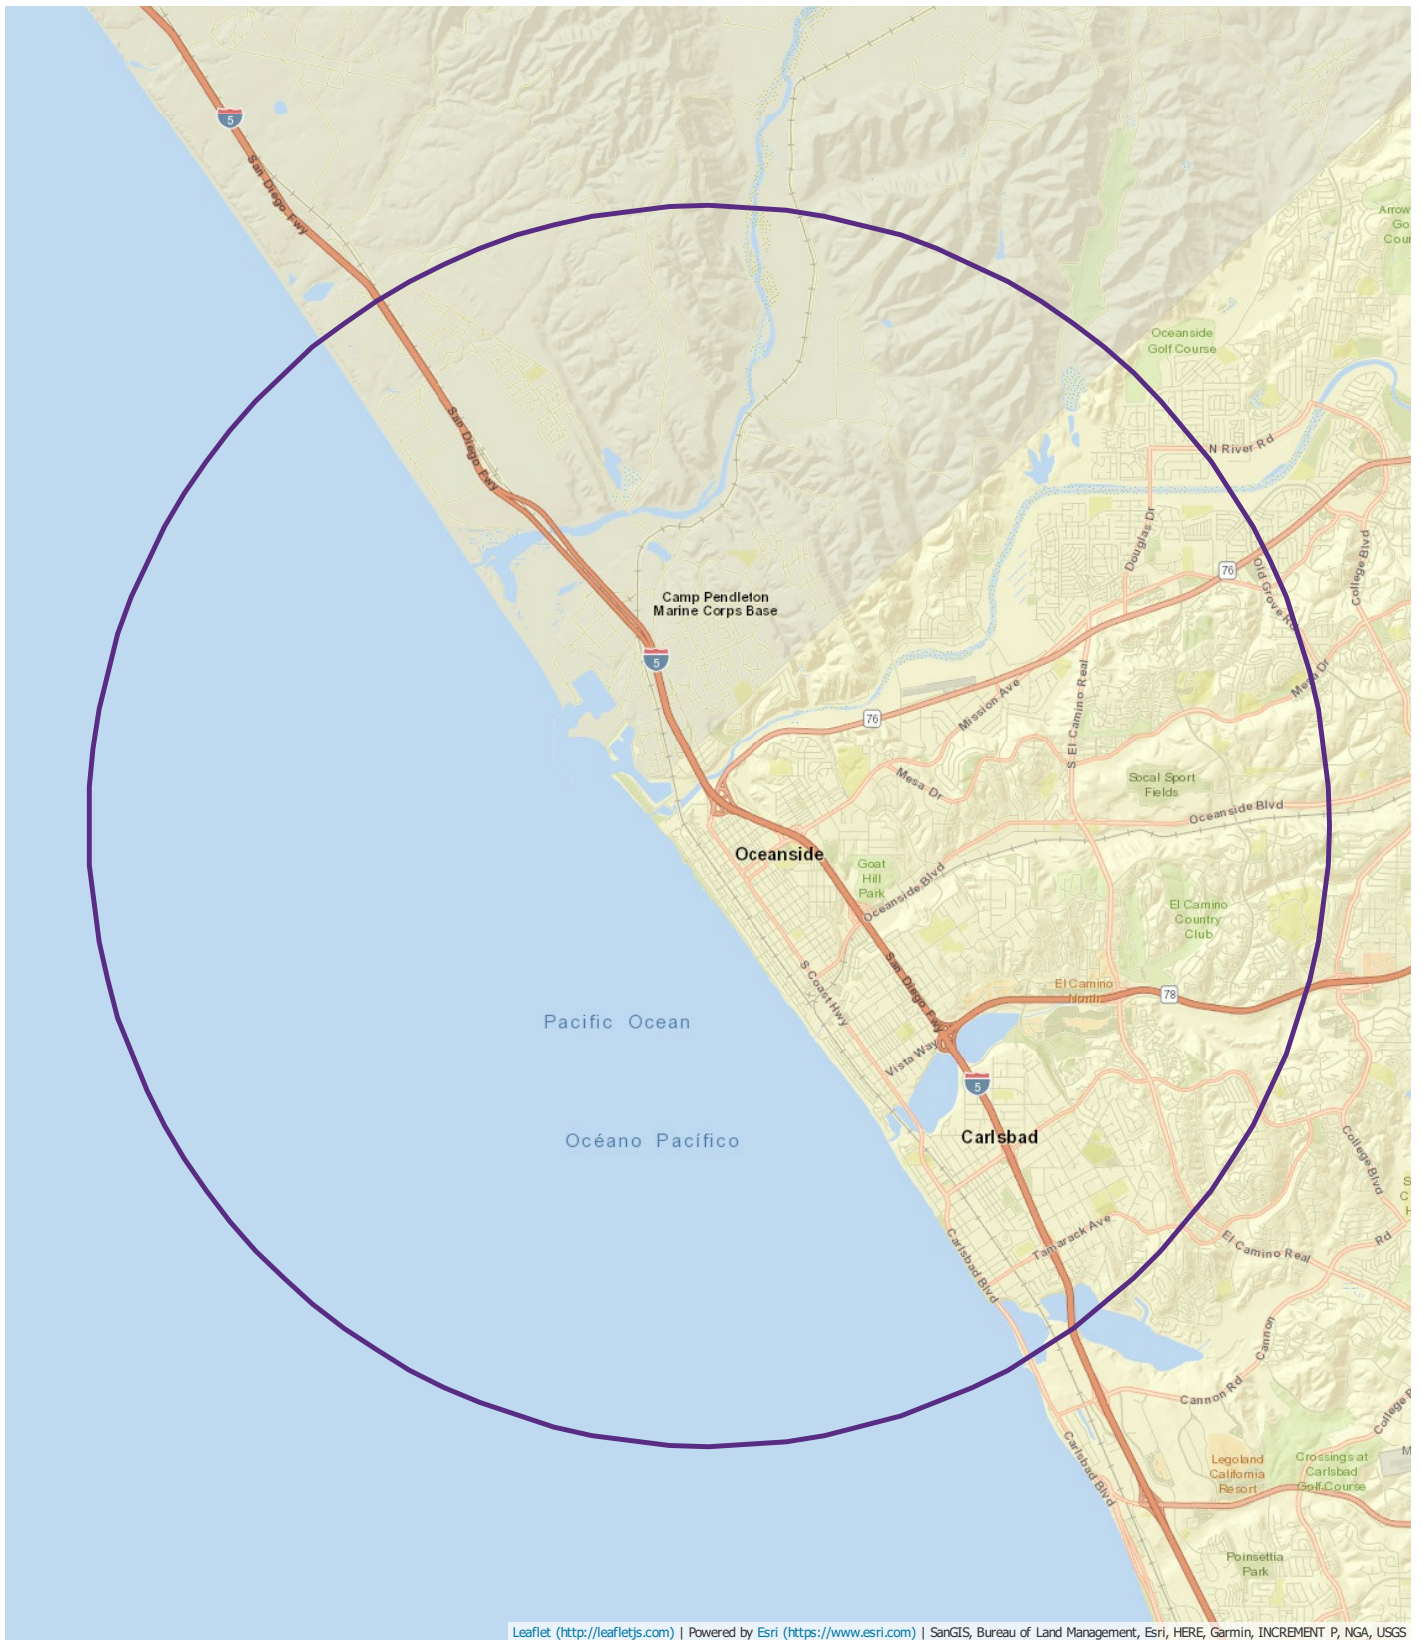 5
San Diego Fwy
Arrow
Go
Cour
Oceanside
Golf Course
San Diego Fwy
N River Rd
Douglas Dr
College Blvd
76
Old Grove Rd
Camp Pendleton
Marine Corps Base
5
Mesa Dr
S El Camino Real
Mission Ave
76
Mesa Dr
Socal Sport
Fields
Oceanside Blvd
Oceanside
Goat
Hill
Park
Oceanside Blvd
El Camino
Country
Club
S Coast Hwy
San Diego Fwy
El Camino
North
78
Pacific Ocean
Vista Way
5
Océano Pacífico
Carlsbad
College Blvd
S
C
H
Tamarack Ave
Carlsbad Blvd
El Camino Real
Rd
Cannon
Cannon Rd
College B
Carlsbad Blvd
Legoland
California
Resort
Crossings at
Carlsbad
Golf Course
M
Poinsettia
Park
Leaflet (http://leafletjs.com) | Powered by Esri (https://www.esri.com) | SanGIS, Bureau of Land Management, Esri, HERE, Garmin, INCREMENT P, NGA, USGS